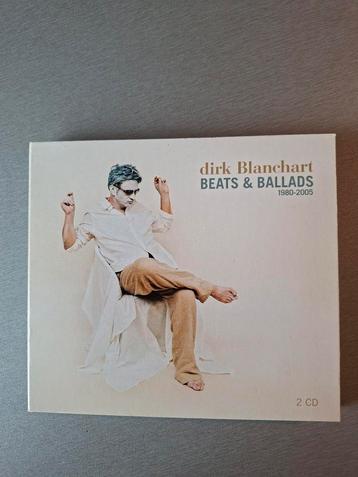 dirk Blanchart
BEATS & BALLADS
1980-2005
2 CD